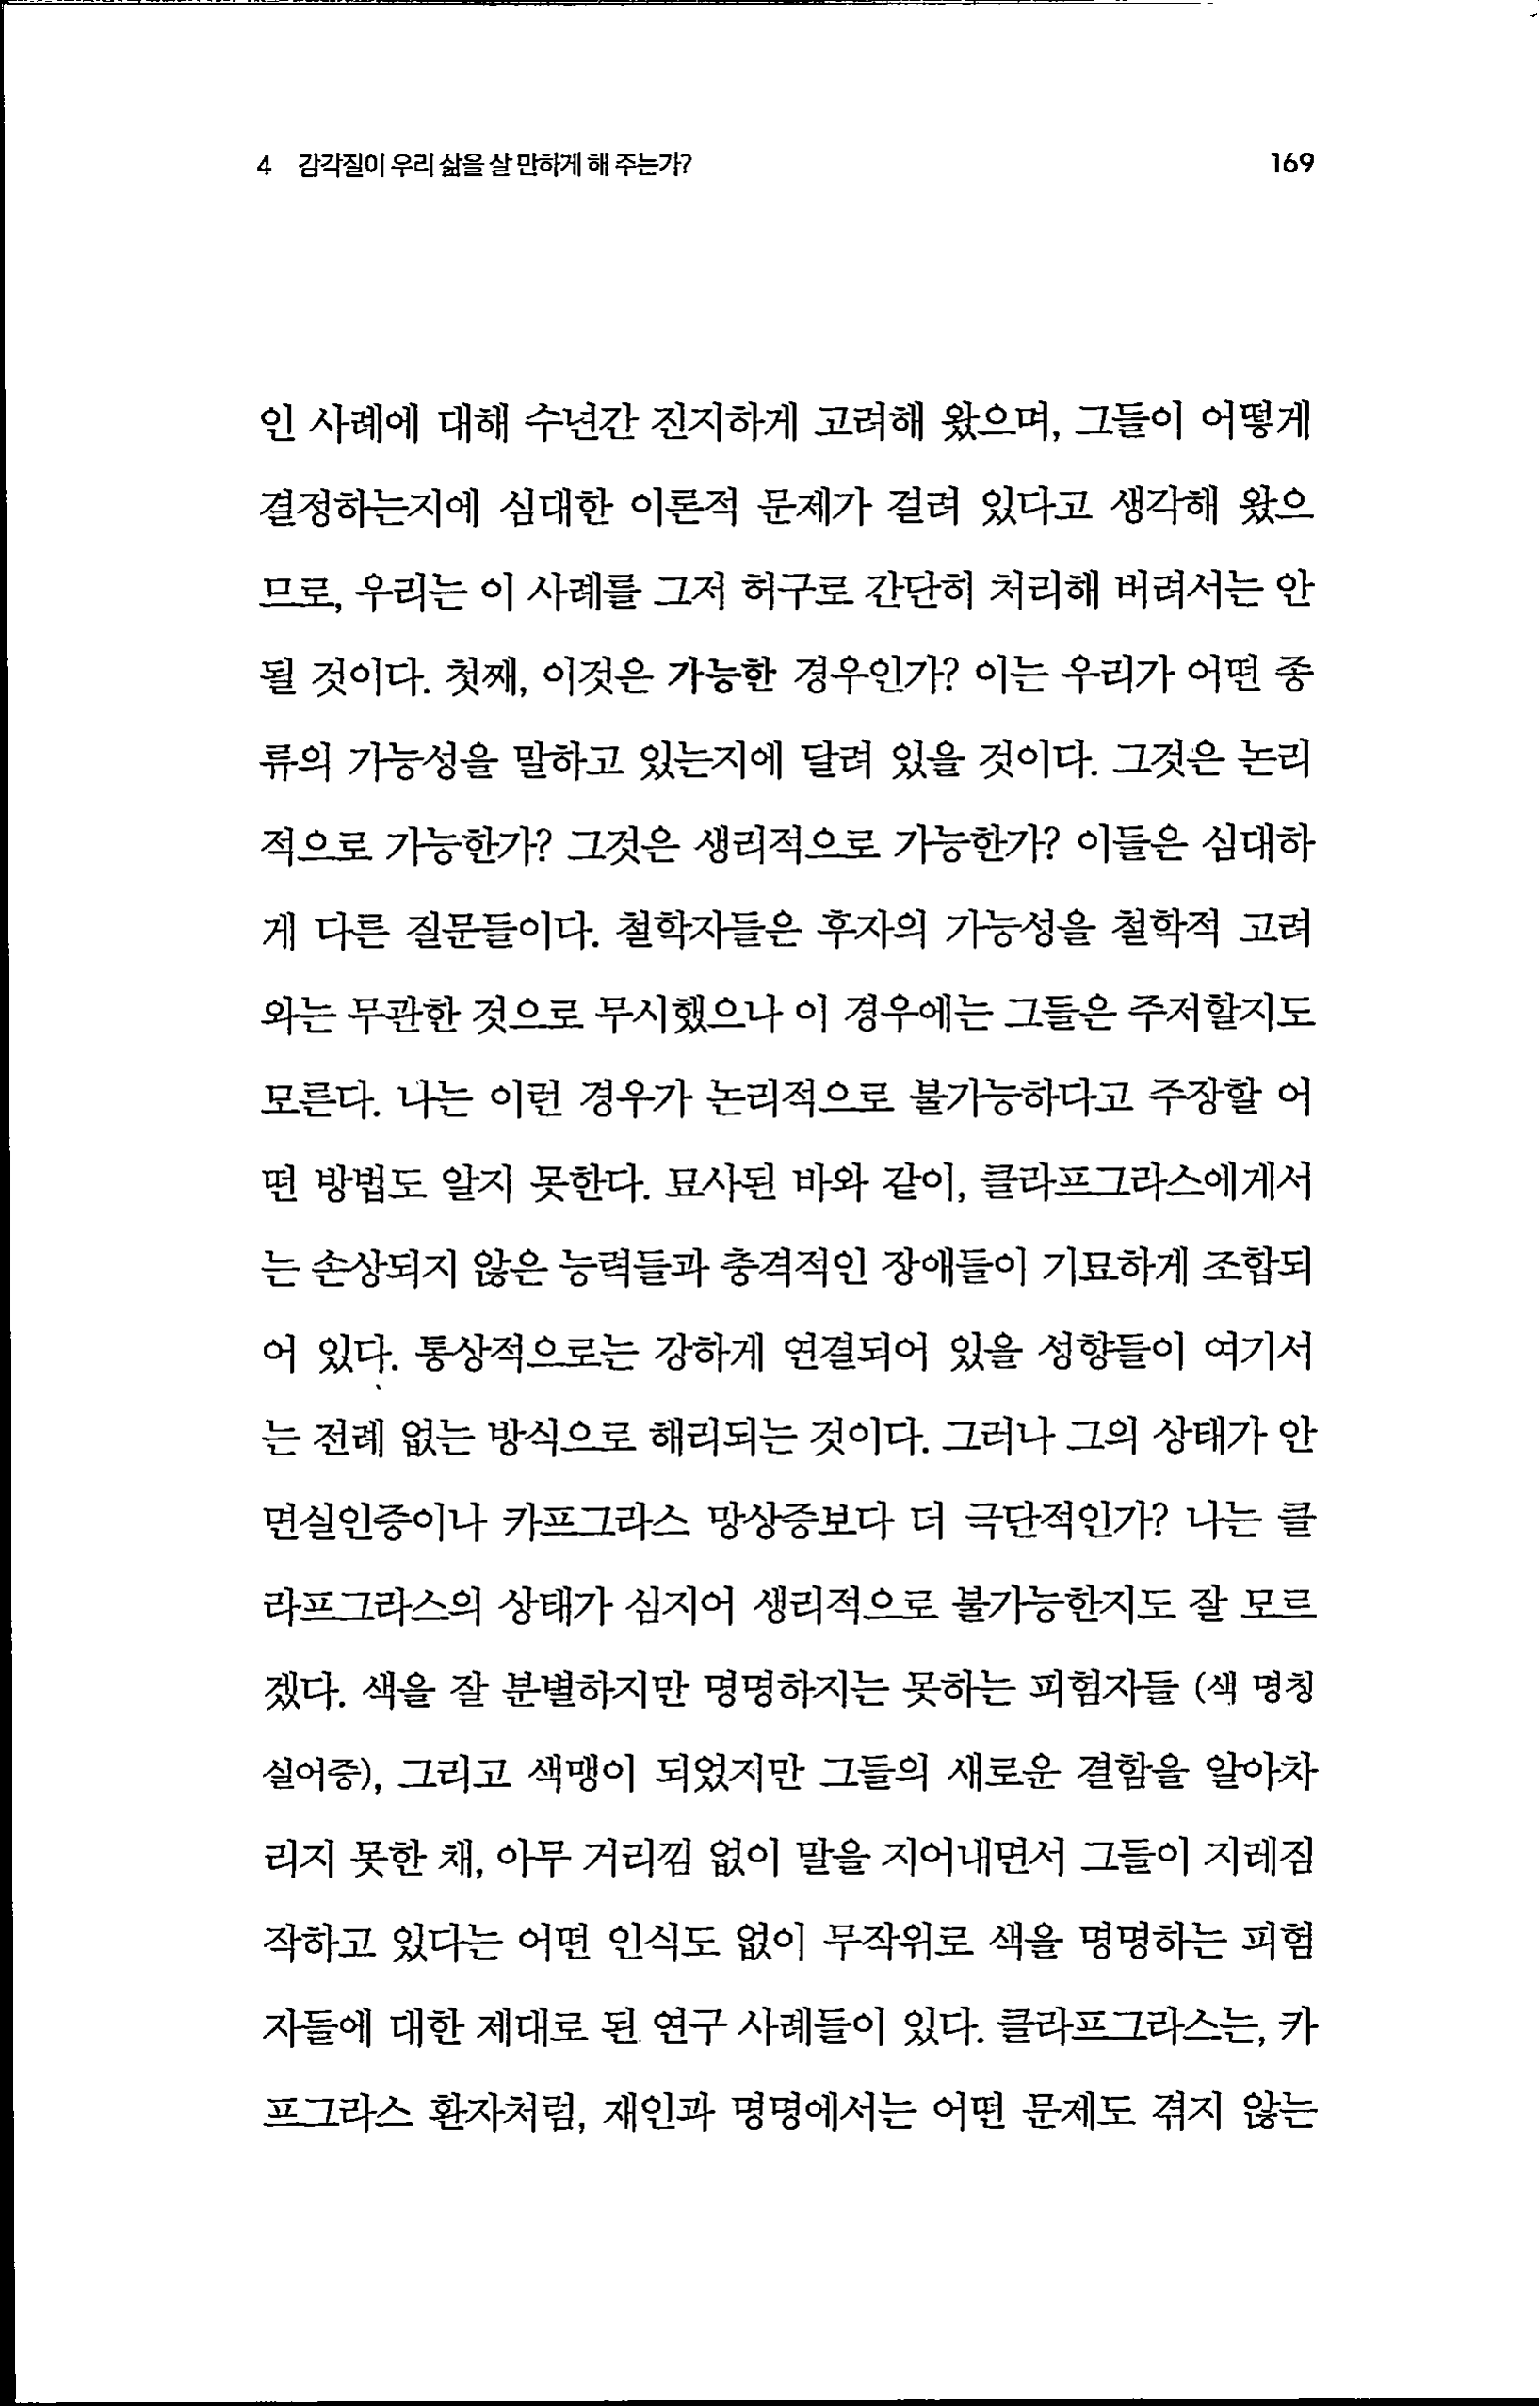 4 감각질이 우리 삶을 살 만하게 해 주는가? 169
인 사례에 대해 수년간 진지하게 고려해 왔으며, 그들이 어떻게
결정하는지에 심대한 이론적 문제가 걸려 있다고 생각해 왔으
므로, 우리는 이 사례를 그저 허구로 간단히 처리해 버려서는 안
될 것이다. 첫째, 이것은 가능한 경우인가? 이는 우리가 어떤 종
류의 가능성을 말하고 있는지에 달려 있을 것이다. 그것은 논리
적으로 가능한가? 그것은 생리적으로 가능한가? 이들은 심대하
게 다른 질문들이다. 철학자들은 후자의 가능성을 철학적 고려
와는 무관한 것으로 무시했으나 이 경우에는 그들은 주저할지도
모른다. 나는 이런 경우가 논리적으로 불가능하다고 주장할 어
떤 방법도 알지 못한다. 묘사된 바와 같이, 클라프그라스에게서
는 손상되지 않은 능력들과 충격적인 장애들이 기묘하게 조합되
어 있다. 통상적으로는 강하게 연결되어 있을 성향들이 여기서
는 전례 없는 방식으로 해리되는 것이다. 그러나 그의 상태가 안
면실인증이나 카프그라스 망상증보다 더 극단적인가? 나는 클
라프그라스의 상태가 심지어 생리적으로 불가능한지도 잘 모르
겠다. 색을 잘 분별하지만 명명하지는 못하는 피험자들 (색 명칭
실어증), 그리고 색맹이 되었지만 그들의 새로운 결함을 알아차
리지 못한 채, 아무 거리낌 없이 말을 지어내면서 그들이 지레짐
작하고 있다는 어떤 인식도 없이 무작위로 색을 명명하는 피험
자들에 대한 제대로 된 연구 사례들이 있다. 클라프그라스는, 카
프그라스 환자처럼, 재인과 명명에서는 어떤 문제도 겪지 않는